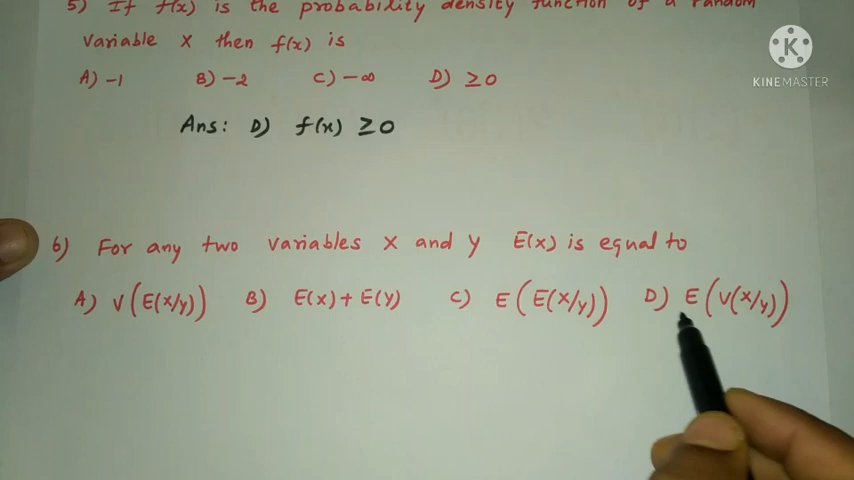 5) If f(x) is the probability density function of a random
variable X then f(x) is
A) -1 B) -2 C) -∞ D) ≥0
Ans: D) f(x) ≥0
6) For any two variables X and Y E(X) is equal to
A) V(E(X/Y)) B) E(X) + E(Y) C) E(E(X/Y)) D) E(V(X/Y))
K
KINEMASTER